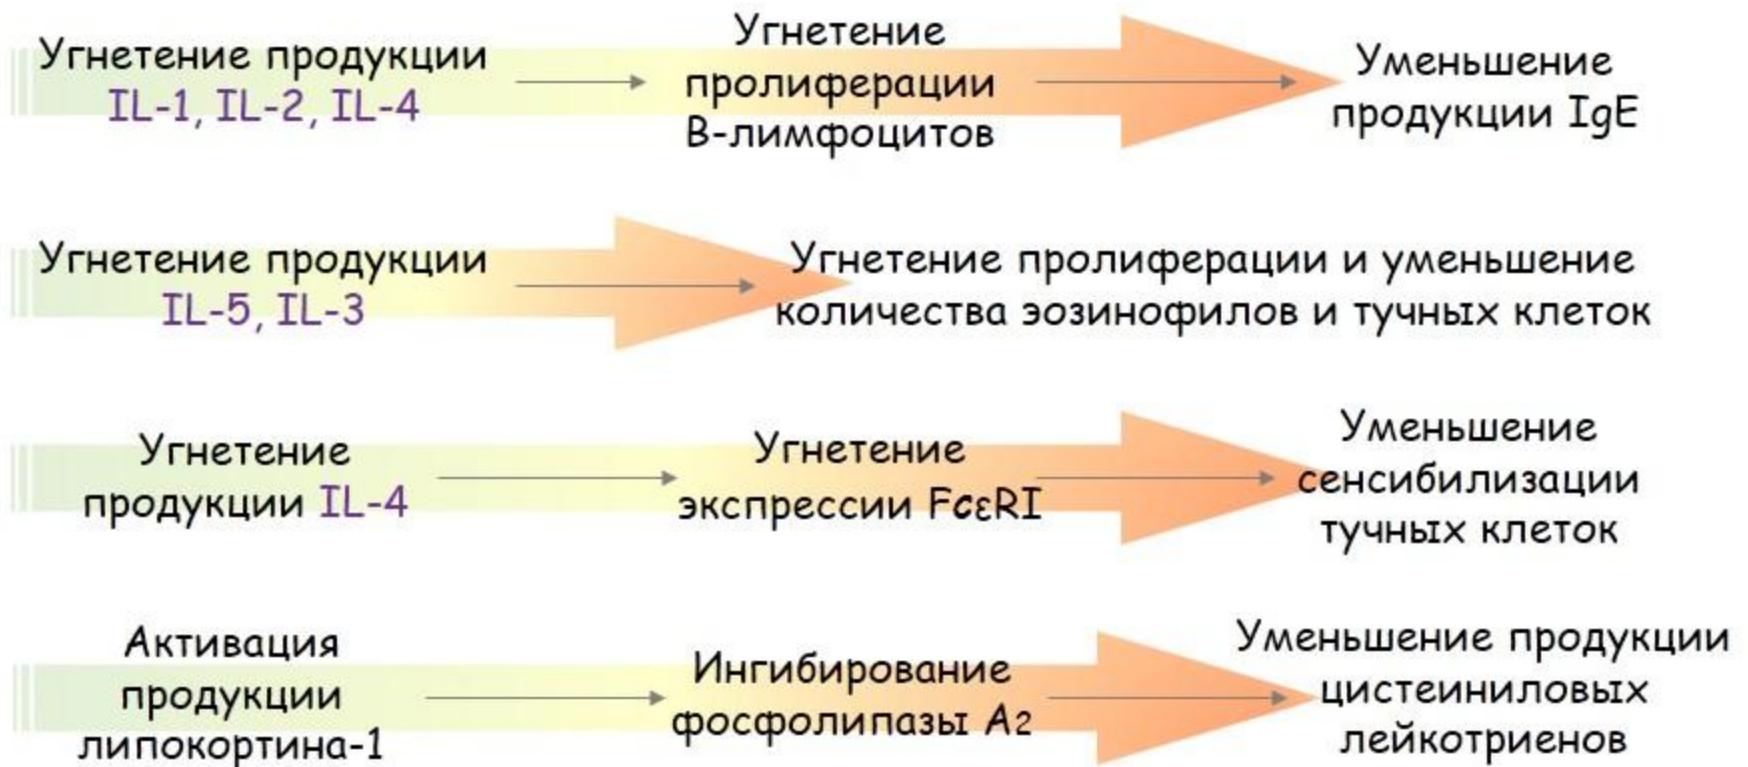 Угнетение продукции
IL-1, IL-2, IL-4
Угнетение
пролиферации
В-лимфоцитов
Уменьшение
продукции IgE
Угнетение продукции
IL-5, IL-3
Угнетение пролиферации и уменьшение
количества эозинофилов и тучных клеток
Угнетение
продукции IL-4
Угнетение
экспрессии FcεRI
Уменьшение
сенсибилизации
тучных клеток
Активация
продукции
липокортина-1
Ингибирование
фосфолипазы А2
Уменьшение продукции
цистеиниловых
лейкотриенов